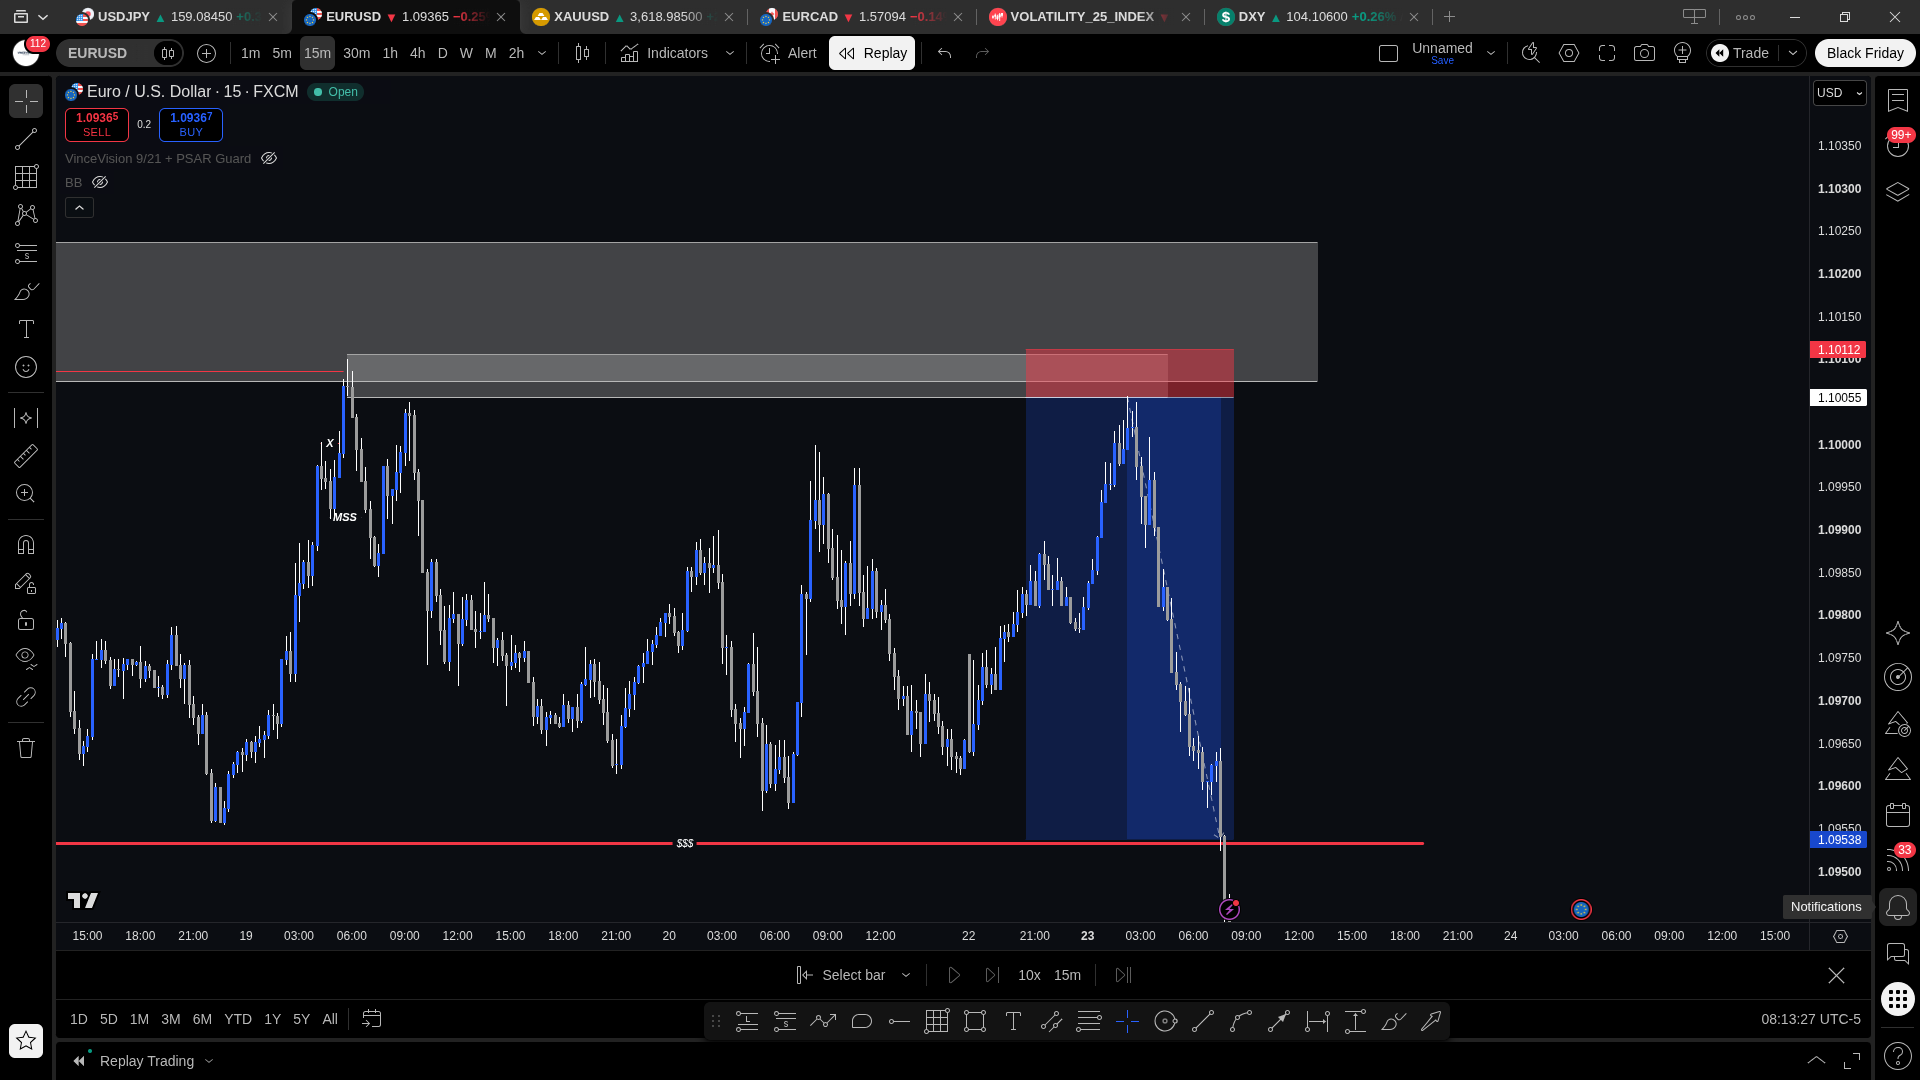 USDJPY 159.08450 +0.
EURUSD 1.09365 −0.25
XAUUSD 3,618.98500
EURCAD 1.57094 −0.14
VOLATILITY_25_INDEX
DXY 104.10600 +0.26%
112
EURUSD 1m 5m 15m 30m 1h 4h D W M 2h Indicators Alert Replay Unnamed Save Trade Black Friday
Euro / U.S. Dollar · 15 · FXCM Open
1.09365 SELL 0.2 1.09367 BUY
VinceVision 9/21 + PSAR Guard
BB
USD
99+
1.10350
1.10300
1.10250
1.10200
1.10150
1.10112
1.10100
1.10055
1.10000
1.09950
1.09900
1.09850
1.09800
1.09750
1.09700
1.09650
1.09600
1.09550
1.09538
1.09500
X
MSS
$$$
33
Notifications
15:00 18:00 21:00 19 03:00 06:00 09:00 12:00 15:00 18:00 21:00 20 03:00 06:00 09:00 12:00 22 21:00 23 03:00 06:00 09:00 12:00 15:00 18:00 21:00 24 03:00 06:00 09:00 12:00 15:00
Select bar 10x 15m
1D 5D 1M 3M 6M YTD 1Y 5Y All
08:13:27 UTC-5
Replay Trading